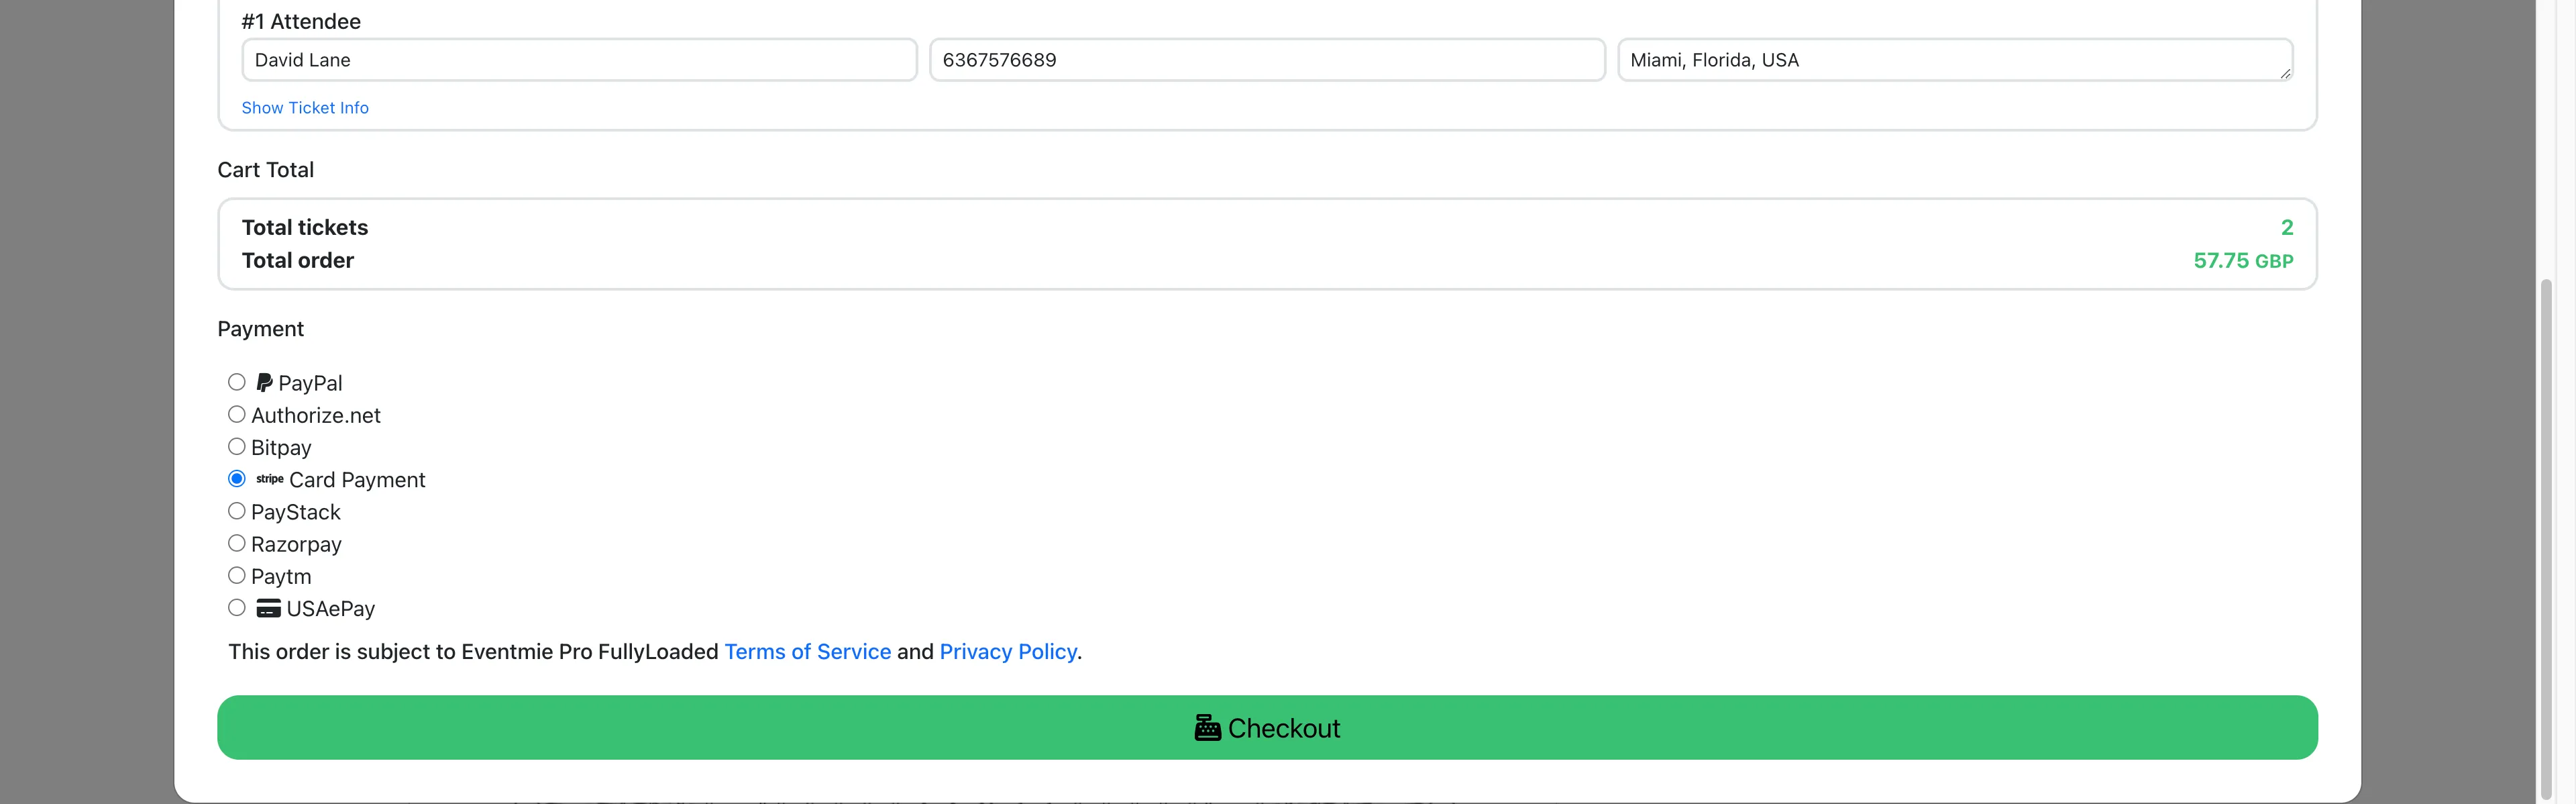 #1 Attendee
David Lane 6367576689 Miami, Florida, USA
Show Ticket Info
Cart Total
Total tickets 2
Total order 57.75 GBP
Payment
PayPal
Authorize.net
Bitpay
stripe Card Payment
PayStack
Razorpay
Paytm
USAePay
This order is subject to Eventmie Pro FullyLoaded Terms of Service and Privacy Policy.
Checkout